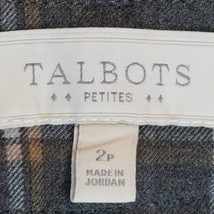 TALBOTS
PETITES
2P
MADE IN
JORDAN